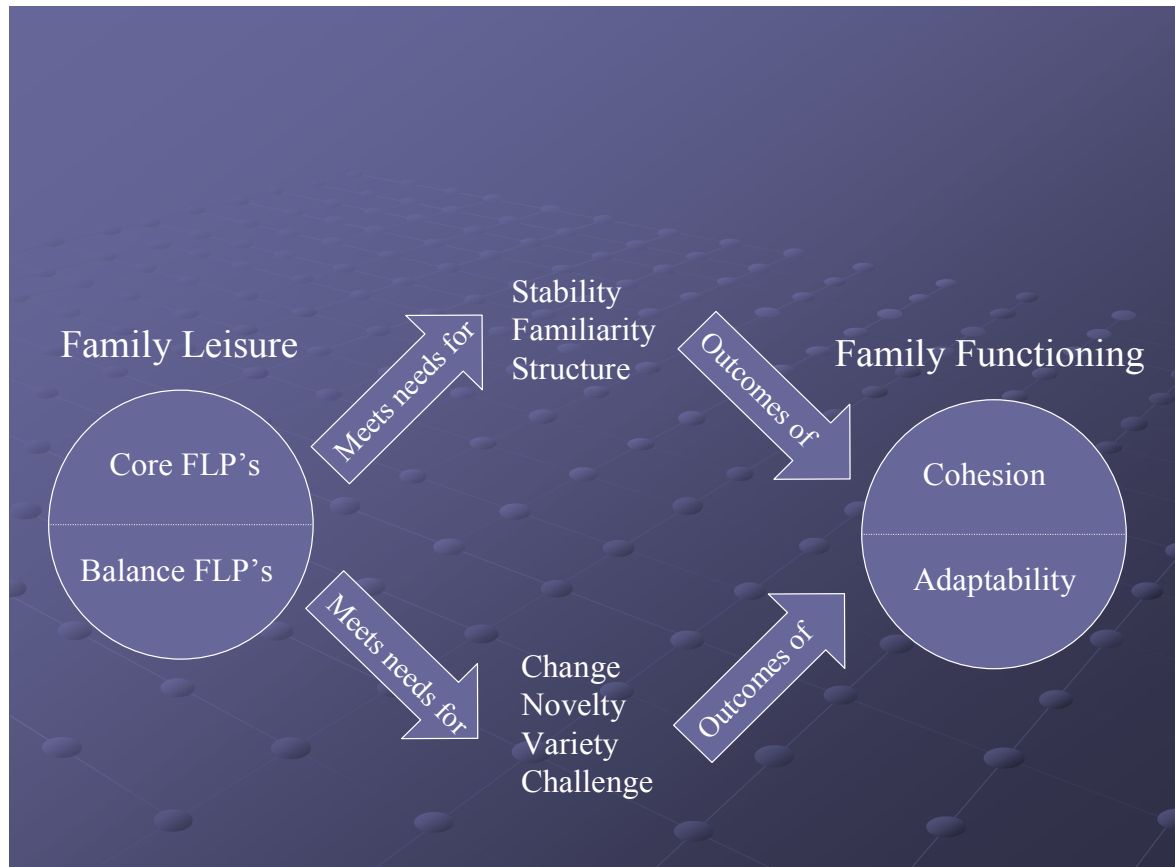 Family Leisure
Core FLP’s
Balance FLP’s
Meets needs for
Stability
Familiarity
Structure
Outcomes of
Meets needs for
Change
Novelty
Variety
Challenge
Outcomes of
Family Functioning
Cohesion
Adaptability